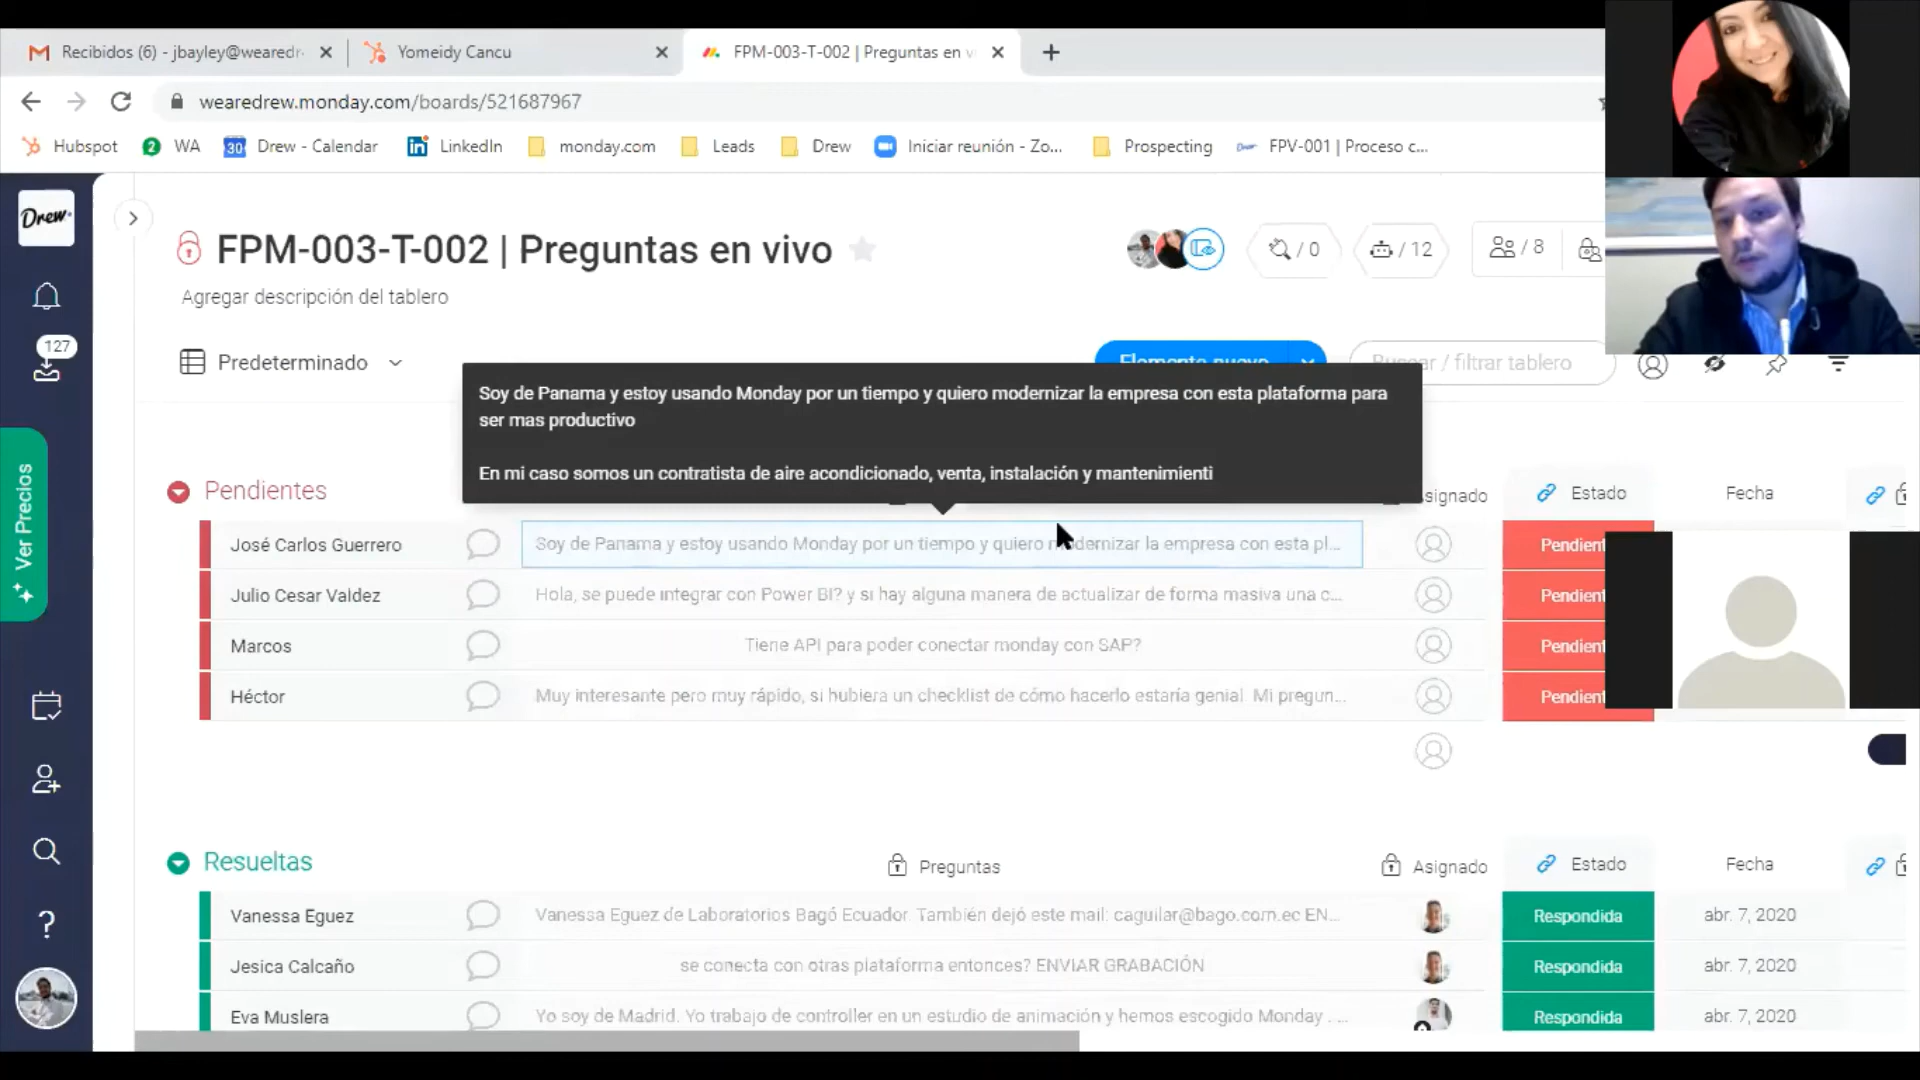 Recibidos (6) - jbayley@wearedr
Yomeidy Cancu
FPM-003-T-002 | Preguntas en v
wearedrew.monday.com/boards/521687967
Hubspot
2
WA
30
Drew - Calendar
LinkedIn
monday.com
Leads
Drew
Iniciar reunión - Zo...
Prospecting
FPV-001 | Proceso c...
Drew
FPM-003-T-002 | Preguntas en vivo
/ 0
/ 12
/ 8
Agregar descripción del tablero
127
Predeterminado
Elemento nuevo
Buscar / filtrar tablero
Soy de Panama y estoy usando Monday por un tiempo y quiero modernizar la empresa con esta plataforma para
ser mas productivo
En mi caso somos un contratista de aire acondicionado, venta, instalación y mantenimienti
Ver Precios
Pendientes
signado
Estado
Fecha
José Carlos Guerrero
Soy de Panama y estoy usando Monday por un tiempo y quiero modernizar la empresa con esta pl...
Pendient
Julio Cesar Valdez
Hola, se puede integrar con Power BI? y si hay alguna manera de actualizar de forma masiva una c...
Pendient
Marcos
Tiene API para poder conectar monday con SAP?
Pendient
Héctor
Muy interesante pero muy rápido, si hubiera un checklist de cómo hacerlo estaría genial. Mi pregun...
Pendient
Resueltas
Preguntas
Asignado
Estado
Fecha
Vanessa Eguez
Vanessa Eguez de Laboratorios Bagó Ecuador. También dejó este mail: caguilar@bago.com.ec EN...
Respondida
abr. 7, 2020
Jesica Calcaño
se conecta con otras plataforma entonces? ENVIAR GRABACIÓN
Respondida
abr. 7, 2020
Eva Muslera
Yo soy de Madrid. Yo trabajo de controller en un estudio de animación y hemos escogido Monday . ...
Respondida
abr. 7, 2020